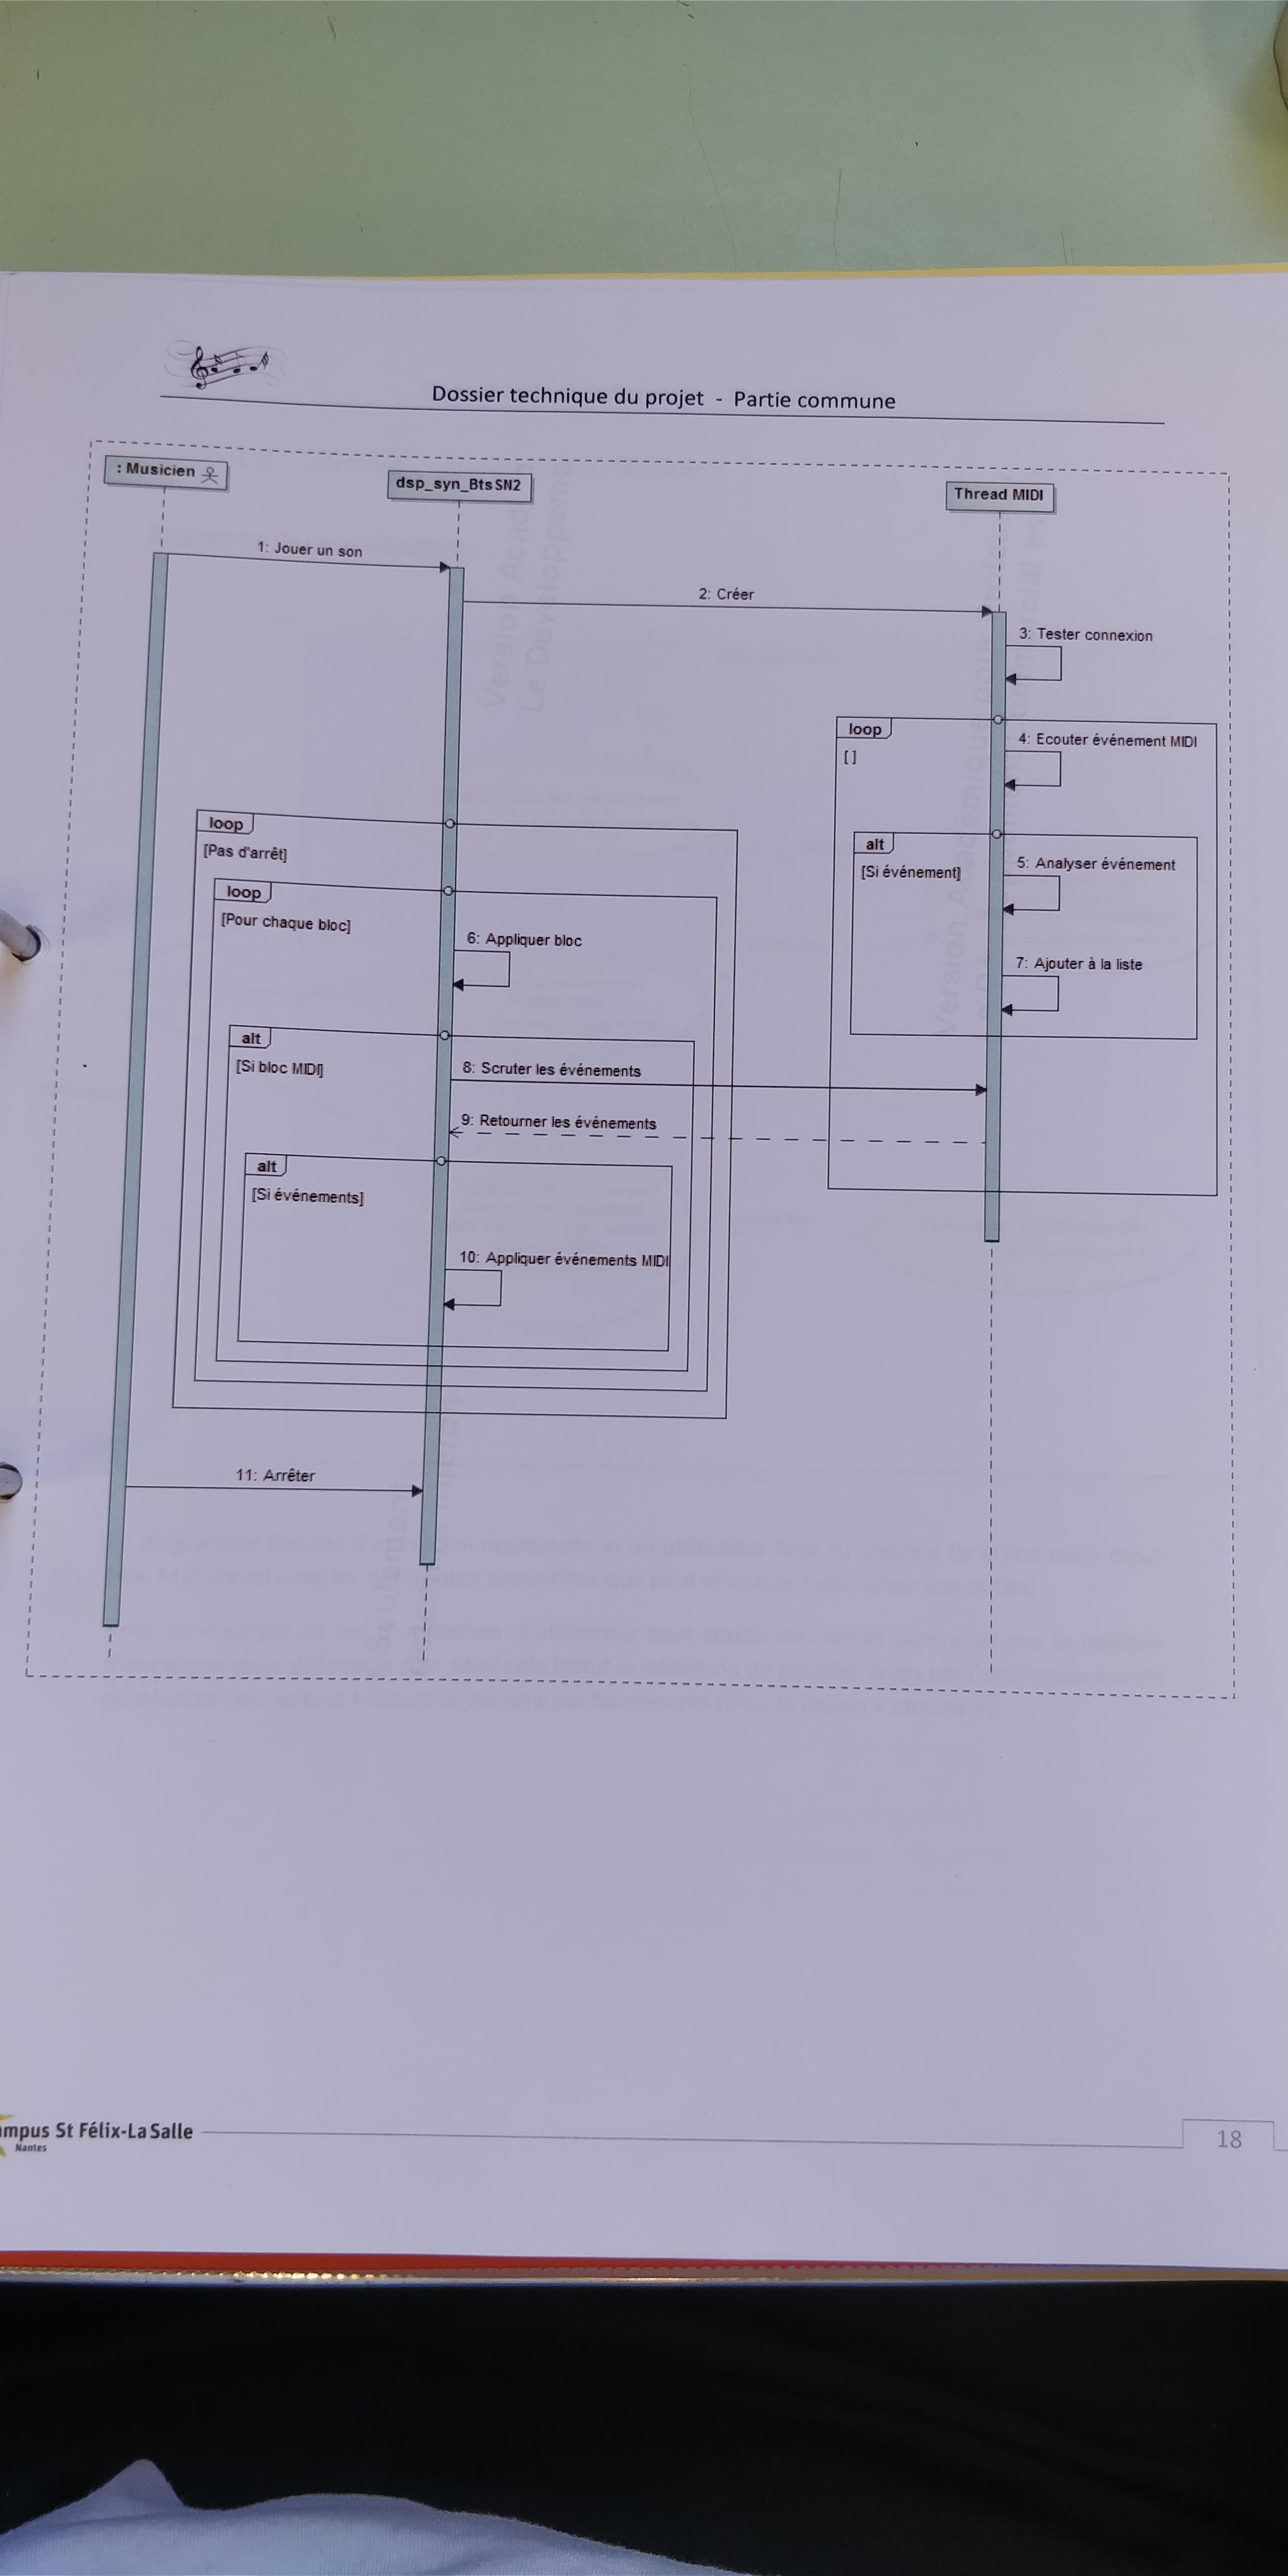 Dossier technique du projet - Partie commune
: Musicien
dsp_syn_BtsSN2
Thread MIDI
1: Jouer un son
2: Créer
3: Tester connexion
loop
4: Ecouter événement MIDI
[ ]
loop
[Pas d'arrêt]
alt
5: Analyser événement
[Si événement]
loop
[Pour chaque bloc]
6: Appliquer bloc
7: Ajouter à la liste
alt
[Si bloc MIDI]
8: Scruter les événements
9: Retourner les événements
alt
[Si événements]
10: Appliquer événements MIDI
11: Arrêter
mpus St Félix-La Salle
Nantes
18